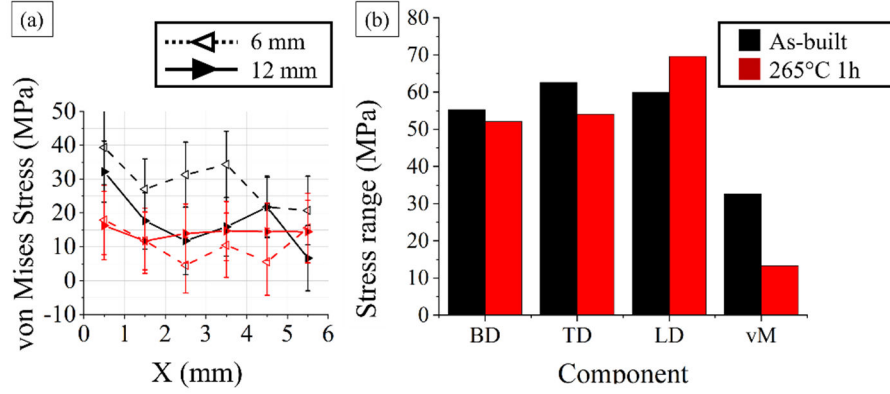 (a)
6 mm
12 mm
von Mises Stress (MPa)
50
40
30
20
10
0
-10
0 1 2 3 4 5 6
X (mm)
(b)
As-built
265°C 1h
Stress range (MPa)
80
70
60
50
40
30
20
10
0
BD TD LD vM
Component